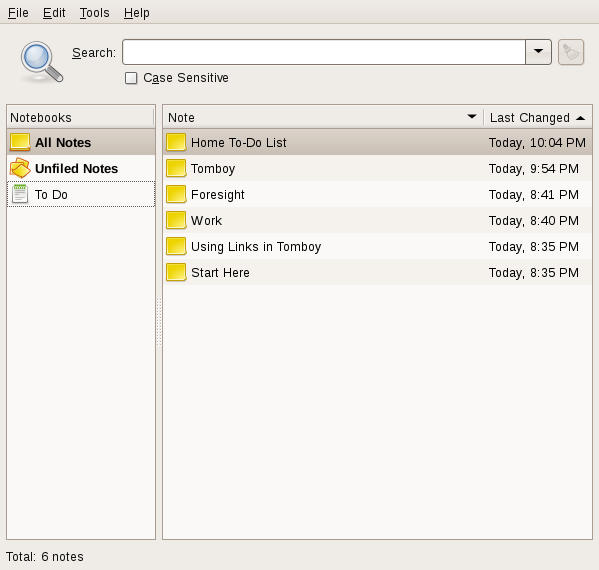 File Edit Tools Help
Search:
Case Sensitive
Notebooks Note Last Changed
All Notes Home To-Do List Today, 10:04 PM
Unfiled Notes Tomboy Today, 9:54 PM
To Do Foresight Today, 8:41 PM
Work Today, 8:40 PM
Using Links in Tomboy Today, 8:35 PM
Start Here Today, 8:35 PM
Total: 6 notes